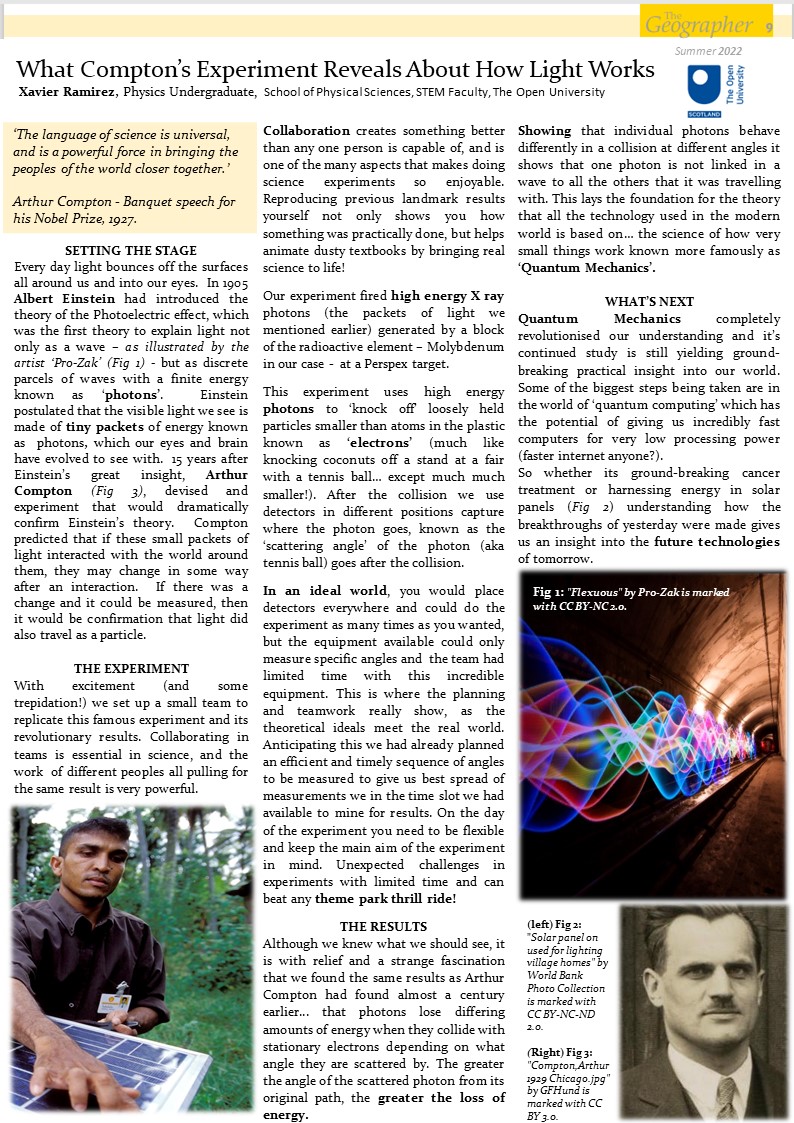 The
Geographer 9
Summer 2022
What Compton's Experiment Reveals About How Light Works
Xavier Ramirez, Physics Undergraduate, School of Physical Sciences, STEM Faculty, The Open University
The Open
University
SCOTLAND
'The language of science is universal,
and is a powerful force in bringing the
peoples of the world closer together.'
Arthur Compton - Banquet speech for
his Nobel Prize, 1927.
SETTING THE STAGE
Every day light bounces off the surfaces
all around us and into our eyes. In 1905
Albert Einstein had introduced the
theory of the Photoelectric effect, which
was the first theory to explain light not
only as a wave – as illustrated by the
artist 'Pro-Zak' (Fig 1) - but as discrete
parcels of waves with a finite energy
known as 'photons'. Einstein
postulated that the visible light we see is
made of tiny packets of energy known
as photons, which our eyes and brain
have evolved to see with. 15 years after
Einstein's great insight, Arthur
Compton (Fig 3), devised and
experiment that would dramatically
confirm Einstein's theory. Compton
predicted that if these small packets of
light interacted with the world around
them, they may change in some way
after an interaction. If there was a
change and it could be measured, then
it would be confirmation that light did
also travel as a particle.
THE EXPERIMENT
With excitement (and some
trepidation!) we set up a small team to
replicate this famous experiment and its
revolutionary results. Collaborating in
teams is essential in science, and the
work of different peoples all pulling for
the same result is very powerful.
Collaboration creates something better
than any one person is capable of, and is
one of the many aspects that makes doing
science experiments so enjoyable.
Reproducing previous landmark results
yourself not only shows you how
something was practically done, but helps
animate dusty textbooks by bringing real
science to life!
Our experiment fired high energy X ray
photons (the packets of light we
mentioned earlier) generated by a block
of the radioactive element – Molybdenum
in our case - at a Perspex target.
This experiment uses high energy
photons to 'knock off' loosely held
particles smaller than atoms in the plastic
known as 'electrons' (much like
knocking coconuts off a stand at a fair
with a tennis ball... except much much
smaller!). After the collision we use
detectors in different positions capture
where the photon goes, known as the
'scattering angle' of the photon (aka
tennis ball) goes after the collision.
In an ideal world, you would place
detectors everywhere and could do the
experiment as many times as you wanted,
but the equipment available could only
measure specific angles and the team had
limited time with this incredible
equipment. This is where the planning
and teamwork really show, as the
theoretical ideals meet the real world.
Anticipating this we had already planned
an efficient and timely sequence of angles
to be measured to give us best spread of
measurements we in the time slot we had
available to mine for results. On the day
of the experiment you need to be flexible
and keep the main aim of the experiment
in mind. Unexpected challenges in
experiments with limited time and can
beat any theme park thrill ride!
THE RESULTS
Although we knew what we should see, it
is with relief and a strange fascination
that we found the same results as Arthur
Compton had found almost a century
earlier... that photons lose differing
amounts of energy when they collide with
stationary electrons depending on what
angle they are scattered by. The greater
the angle of the scattered photon from its
original path, the greater the loss of
energy.
Showing that individual photons behave
differently in a collision at different angles it
shows that one photon is not linked in a
wave to all the others that it was travelling
with. This lays the foundation for the theory
that all the technology used in the modern
world is based on... the science of how very
small things work known more famously as
'Quantum Mechanics'.
WHAT'S NEXT
Quantum Mechanics completely
revolutionised our understanding and it's
continued study is still yielding ground-
breaking practical insight into our world.
Some of the biggest steps being taken are in
the world of 'quantum computing' which has
the potential of giving us incredibly fast
computers for very low processing power
(faster internet anyone?).
So whether its ground-breaking cancer
treatment or harnessing energy in solar
panels (Fig 2) understanding how the
breakthroughs of yesterday were made gives
us an insight into the future technologies
of tomorrow.
Fig 1: "Flexuous" by Pro-Zak is marked
with CC BY-NC 2.0.
(left) Fig 2:
"Solar panel on
used for lighting
village homes" by
World Bank
Photo Collection
is marked with
CC BY-NC-ND
2.0.
(Right) Fig 3:
"Compton,Arthur
1929 Chicago.jpg"
by GFHund is
marked with CC
BY 3.0.